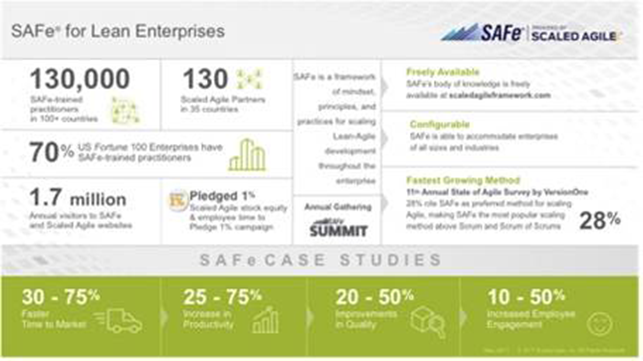 SAFe® for Lean Enterprises
SAFe®
PROVIDED BY
SCALED AGILE
130,000
SAFe-trained
practitioners
in 100+ countries
130
Scaled Agile Partners
in 35 countries
70% US Fortune 100 Enterprises have
SAFe-trained practitioners
1.7 million
Annual visitors to SAFe
and Scaled Agile websites
1%
Pledged 1%
Scaled Agile stock equity
& employee time to
Pledge 1% campaign
SAFe is a framework
of mindset,
principles, and
practices for scaling
Lean-Agile
development
throughout the
enterprise
Annual Gathering
SAFe
SUMMIT
Freely Available
SAFe's body of knowledge is freely
available at scaledagileframework.com
Configurable
SAFe is able to accommodate enterprises
of all sizes and industries
Fastest Growing Method
11th Annual State of Agile Survey by VersionOne
28% cite SAFe as preferred method for scaling
Agile, making SAFe the most popular scaling
method above Scrum and Scrum of Scrums
28%
SAFe CASE STUDIES
30 - 75%
Faster
Time to Market
25 - 75%
Increase in
Productivity
20 - 50%
Improvements
in Quality
10 - 50%
Increased Employee
Engagement